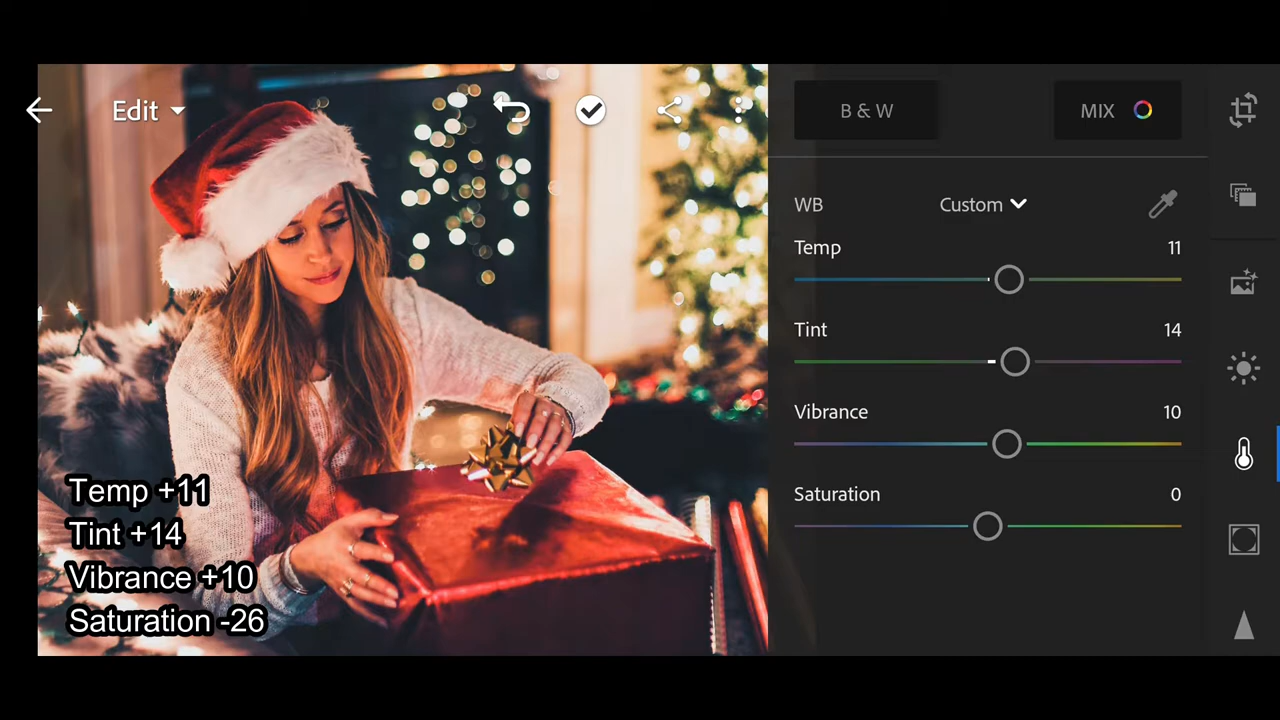 Edit
B & W
MIX
WB
Custom
Temp
11
Tint
14
Vibrance
10
Saturation
0
Temp +11
Tint +14
Vibrance +10
Saturation -26